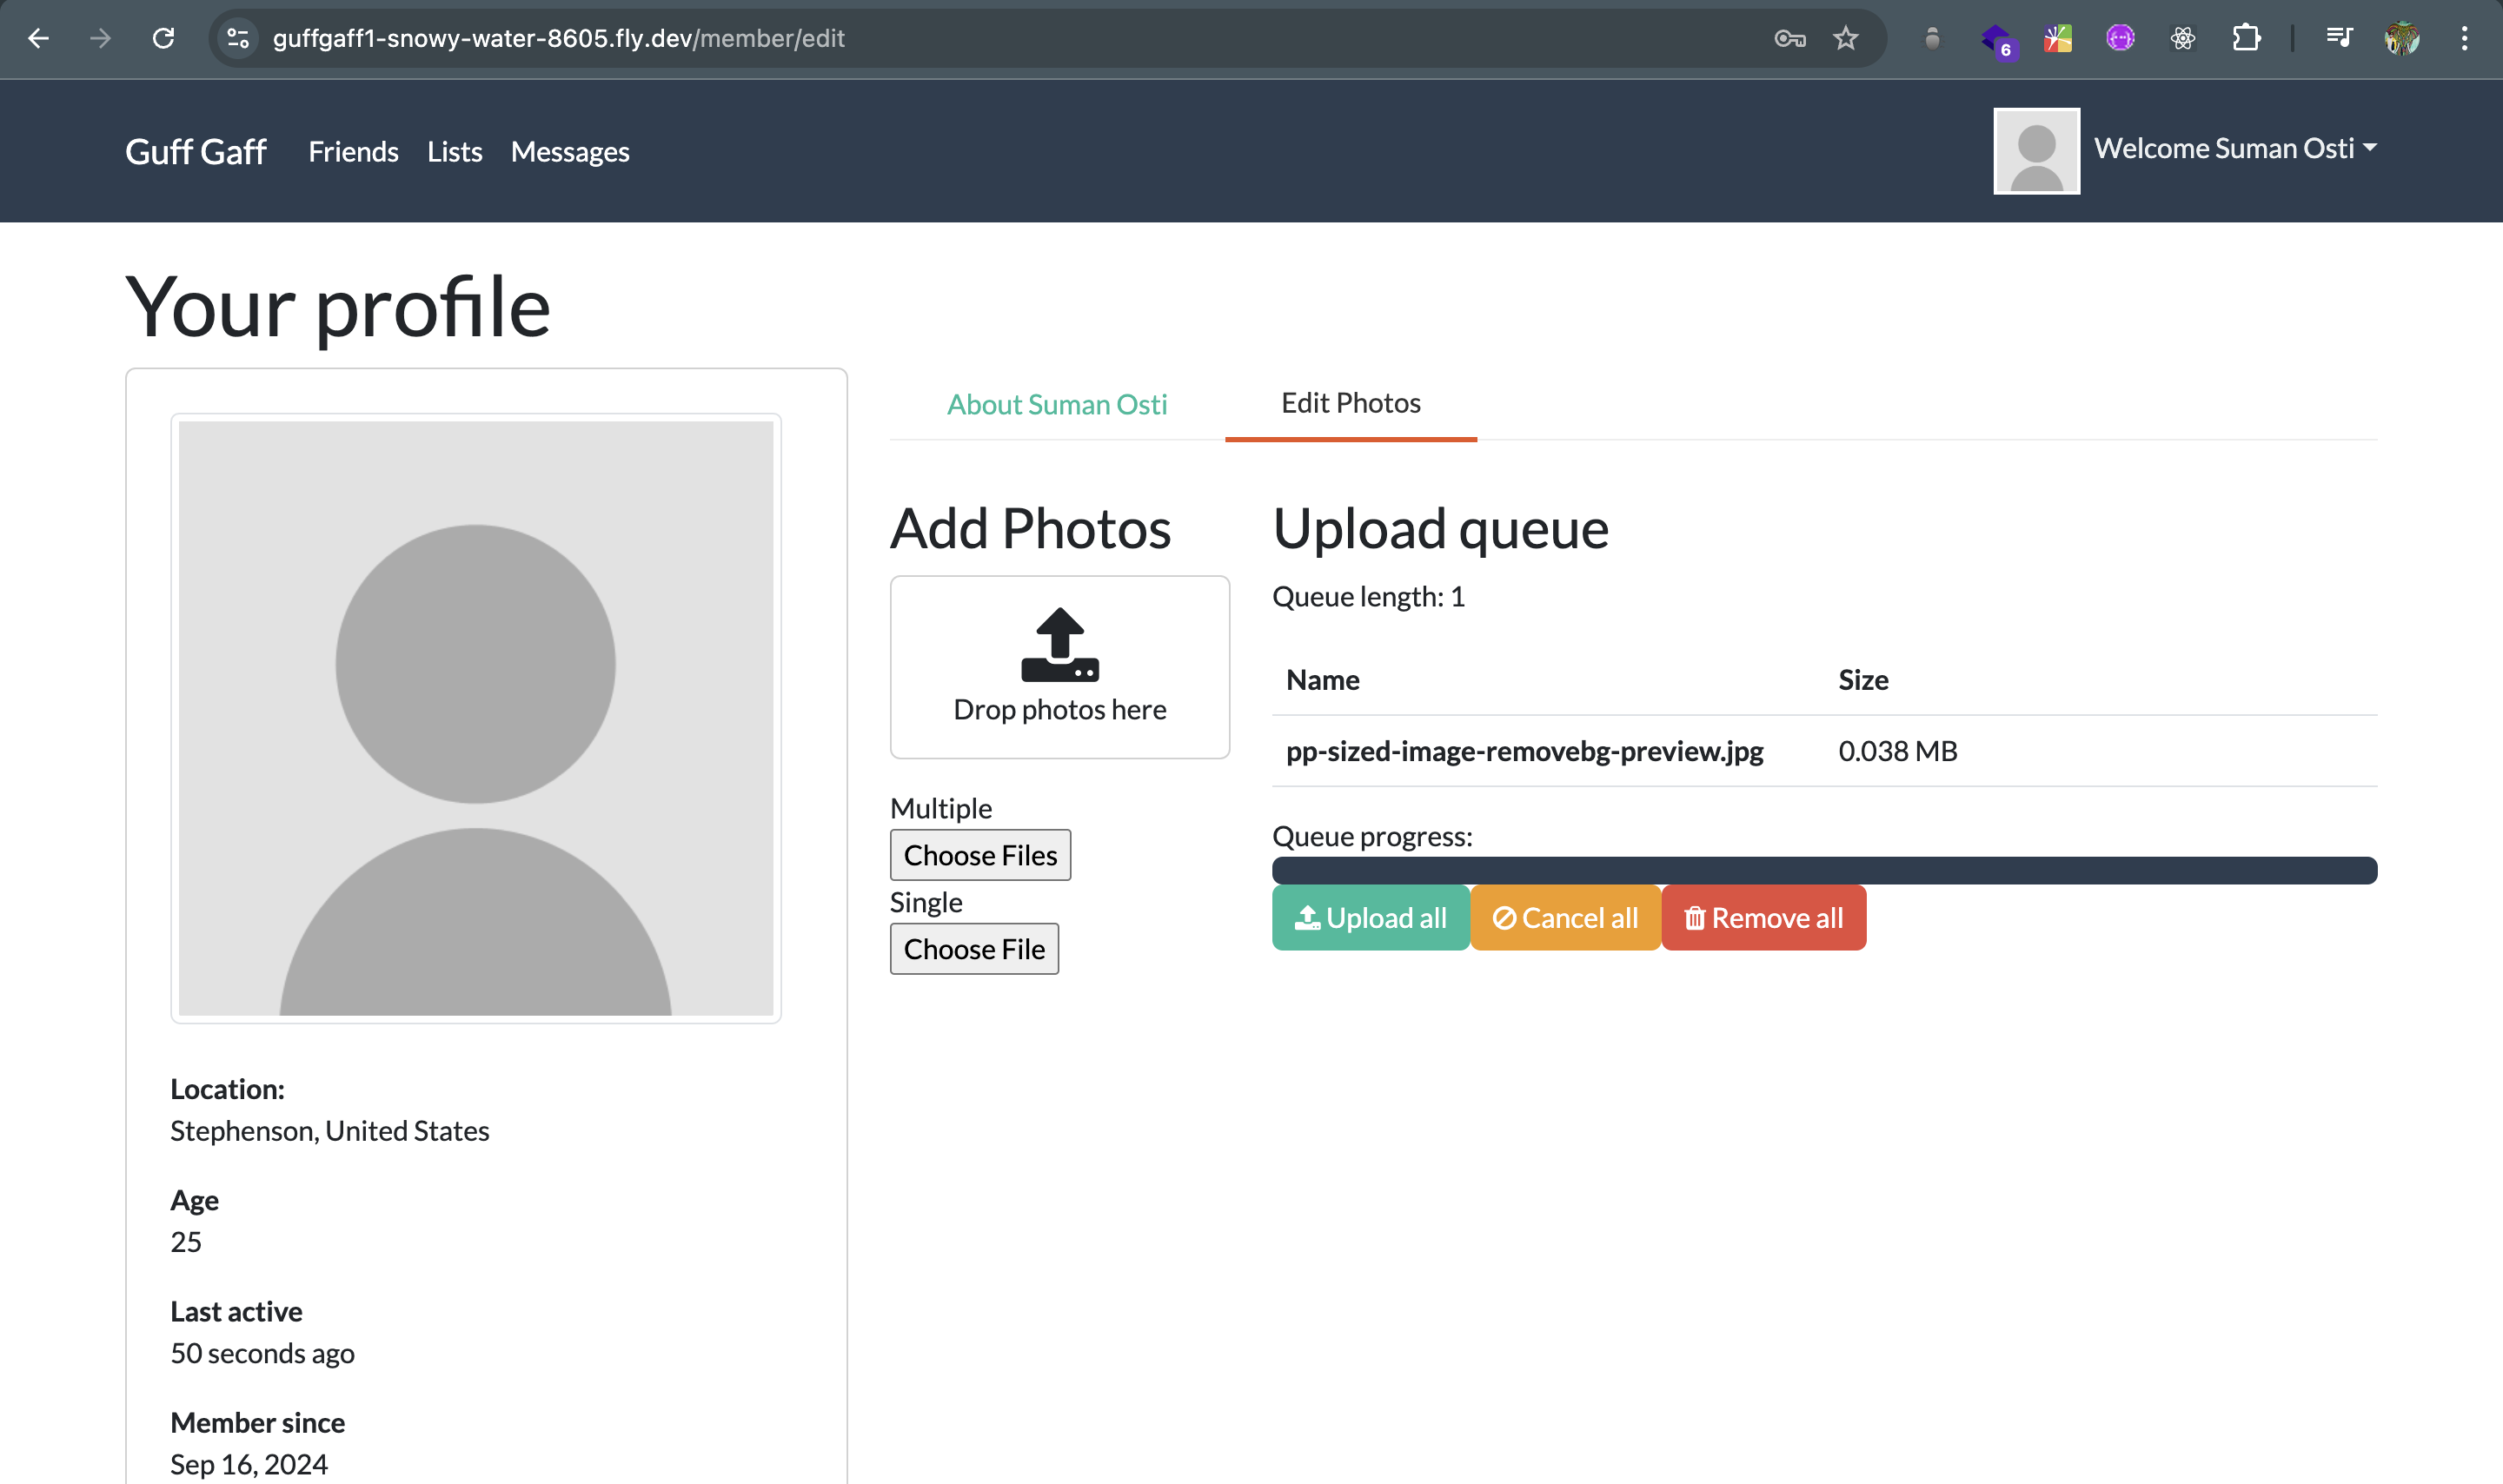 guffgaff1-snowy-water-8605.fly.dev/member/edit
6
Guff Gaff Friends Lists Messages
Welcome Suman Osti
Your profile
About Suman Osti
Edit Photos
Add Photos
Drop photos here
Multiple
Choose Files
Single
Choose File
Upload queue
Queue length: 1
Name Size
pp-sized-image-removebg-preview.jpg 0.038 MB
Queue progress:
Upload all Cancel all Remove all
Location:
Stephenson, United States
Age
25
Last active
50 seconds ago
Member since
Sep 16, 2024